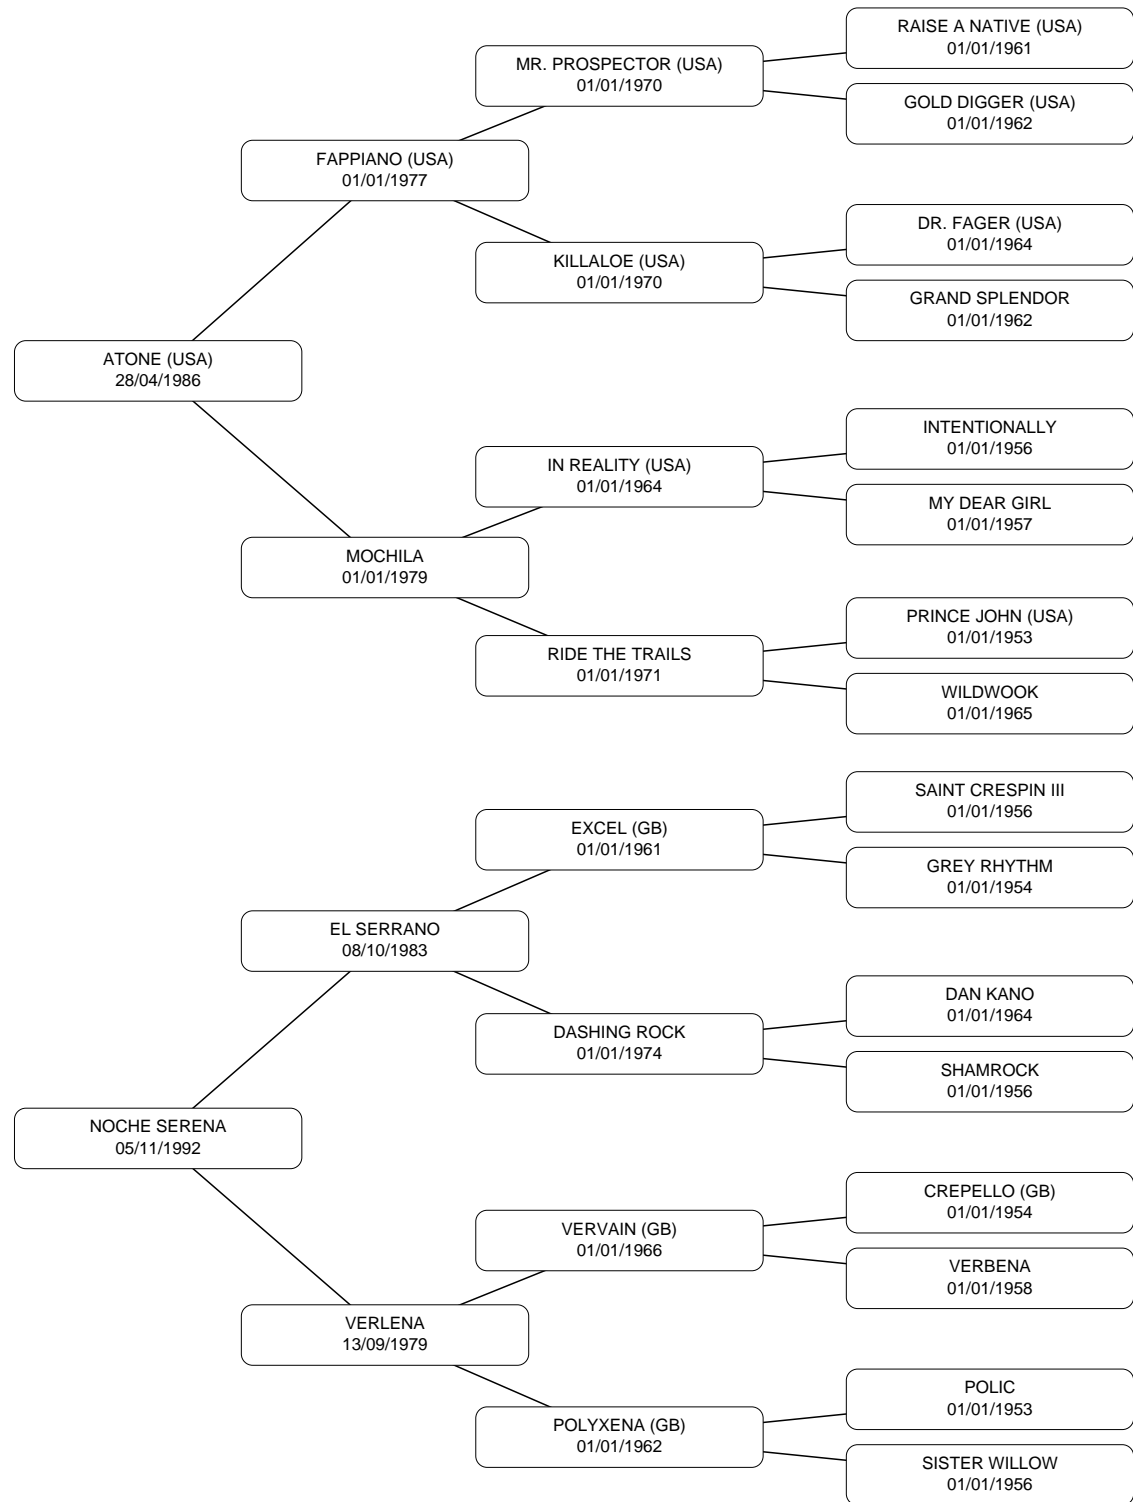 RAISE A NATIVE (USA)
01/01/1961
MR. PROSPECTOR (USA)
01/01/1970
GOLD DIGGER (USA)
01/01/1962
FAPPIANO (USA)
01/01/1977
DR. FAGER (USA)
01/01/1964
KILLALOE (USA)
01/01/1970
GRAND SPLENDOR
01/01/1962
ATONE (USA)
28/04/1986
INTENTIONALLY
01/01/1956
IN REALITY (USA)
01/01/1964
MY DEAR GIRL
01/01/1957
MOCHILA
01/01/1979
PRINCE JOHN (USA)
01/01/1953
RIDE THE TRAILS
01/01/1971
WILDWOOK
01/01/1965
SAINT CRESPIN III
01/01/1956
EXCEL (GB)
01/01/1961
GREY RHYTHM
01/01/1954
EL SERRANO
08/10/1983
DAN KANO
01/01/1964
DASHING ROCK
01/01/1974
SHAMROCK
01/01/1956
NOCHE SERENA
05/11/1992
CREPELLO (GB)
01/01/1954
VERVAIN (GB)
01/01/1966
VERBENA
01/01/1958
VERLENA
13/09/1979
POLIC
01/01/1953
POLYXENA (GB)
01/01/1962
SISTER WILLOW
01/01/1956